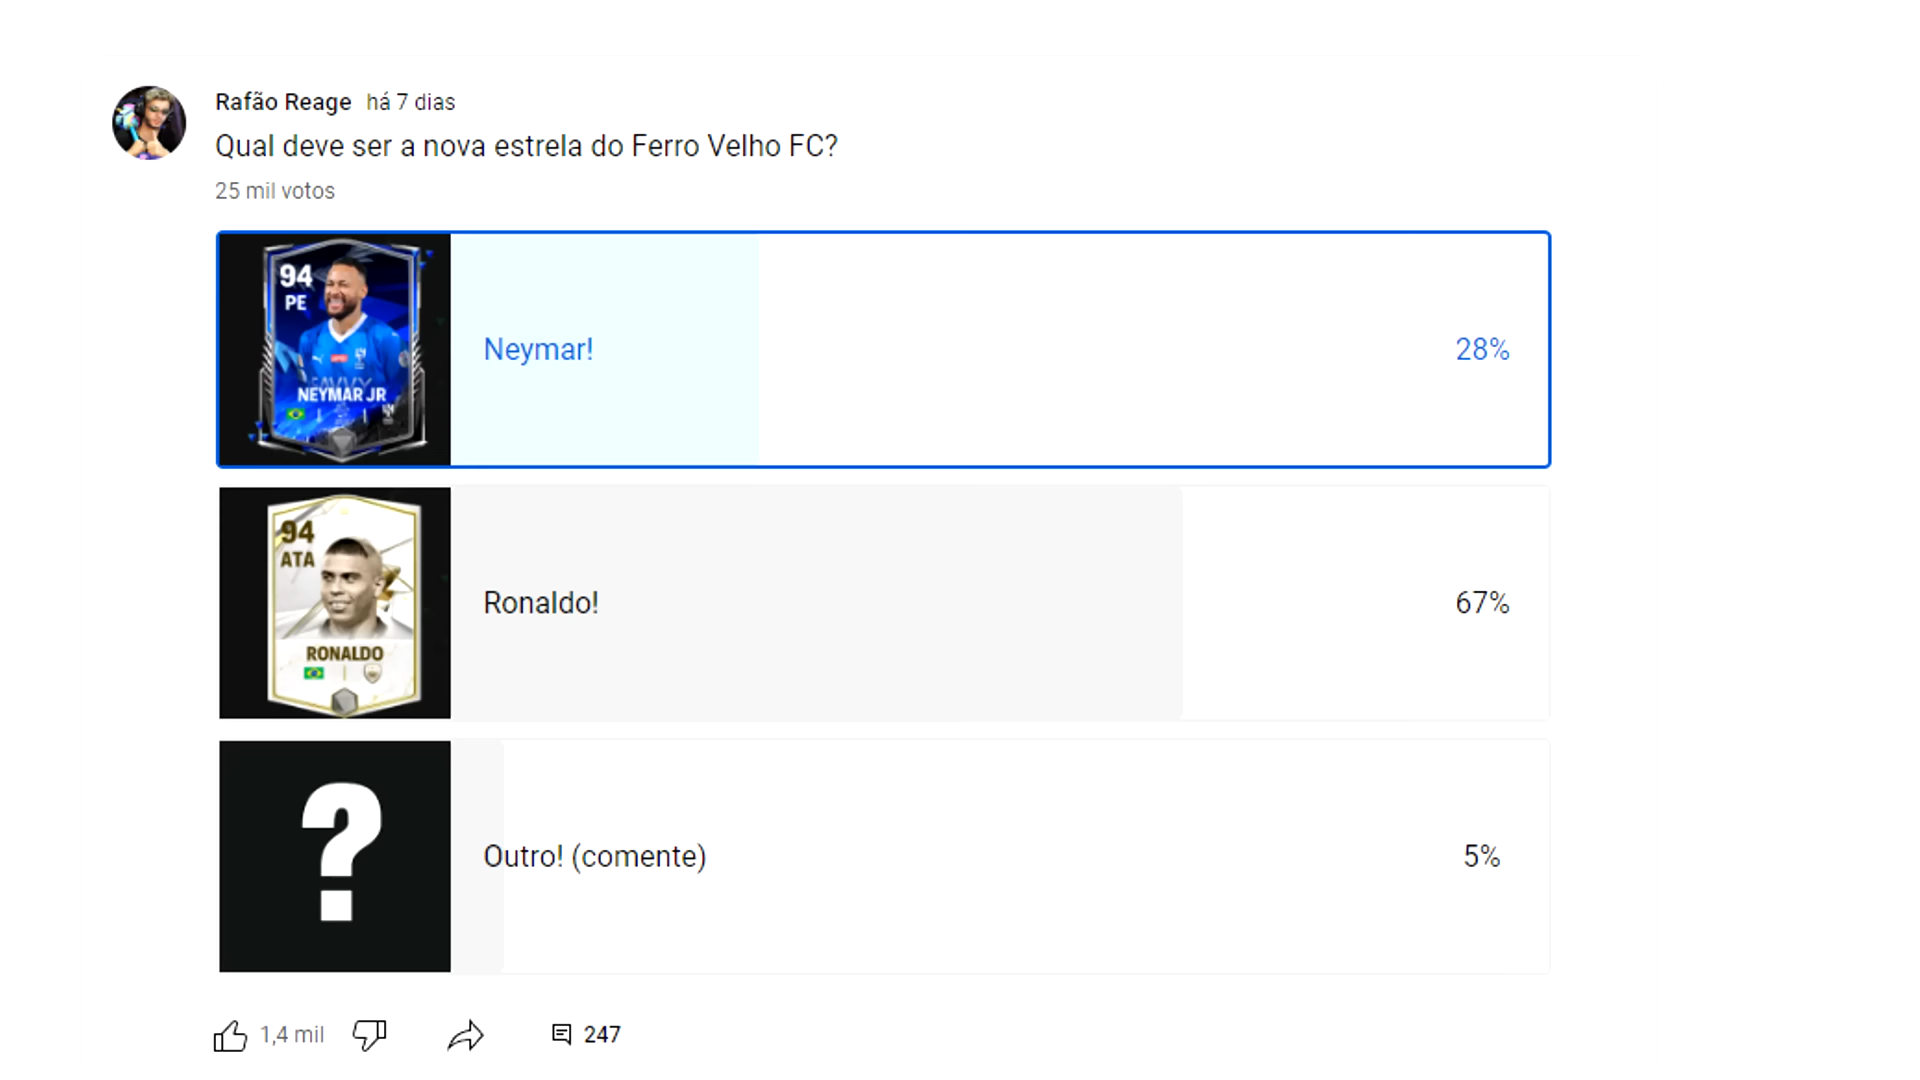 Rafão Reage há 7 dias
Qual deve ser a nova estrela do Ferro Velho FC?
25 mil votos
94
PE
NEYMAR JR
Neymar!
28%
94
ATA
RONALDO
Ronaldo!
67%
?
Outro! (comente)
5%
1,4 mil
247